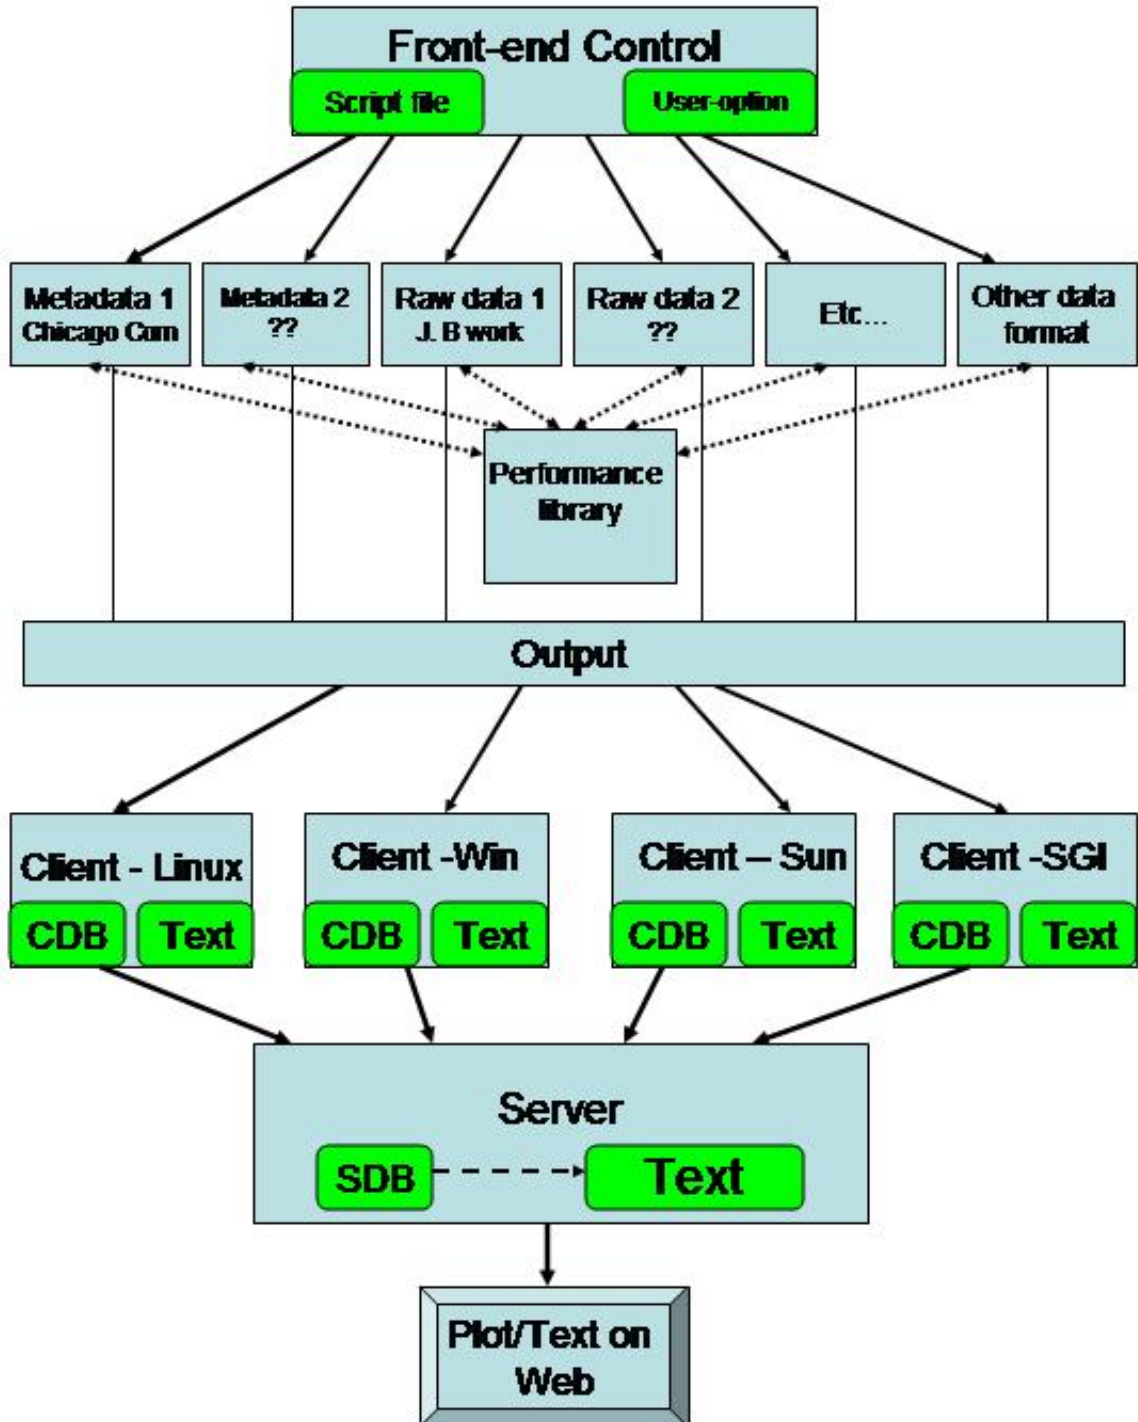 Front-end Control
Script file
User-option
Metadata 1
Chicago Com
Metadata 2
??
Raw data 1
J. B work
Raw data 2
??
Etc...
Other data
format
Performance
library
Output
Client - Linux
CDB
Text
Client -Win
CDB
Text
Client – Sun
CDB
Text
Client -SGI
CDB
Text
Server
SDB
Text
Plot/Text on
Web